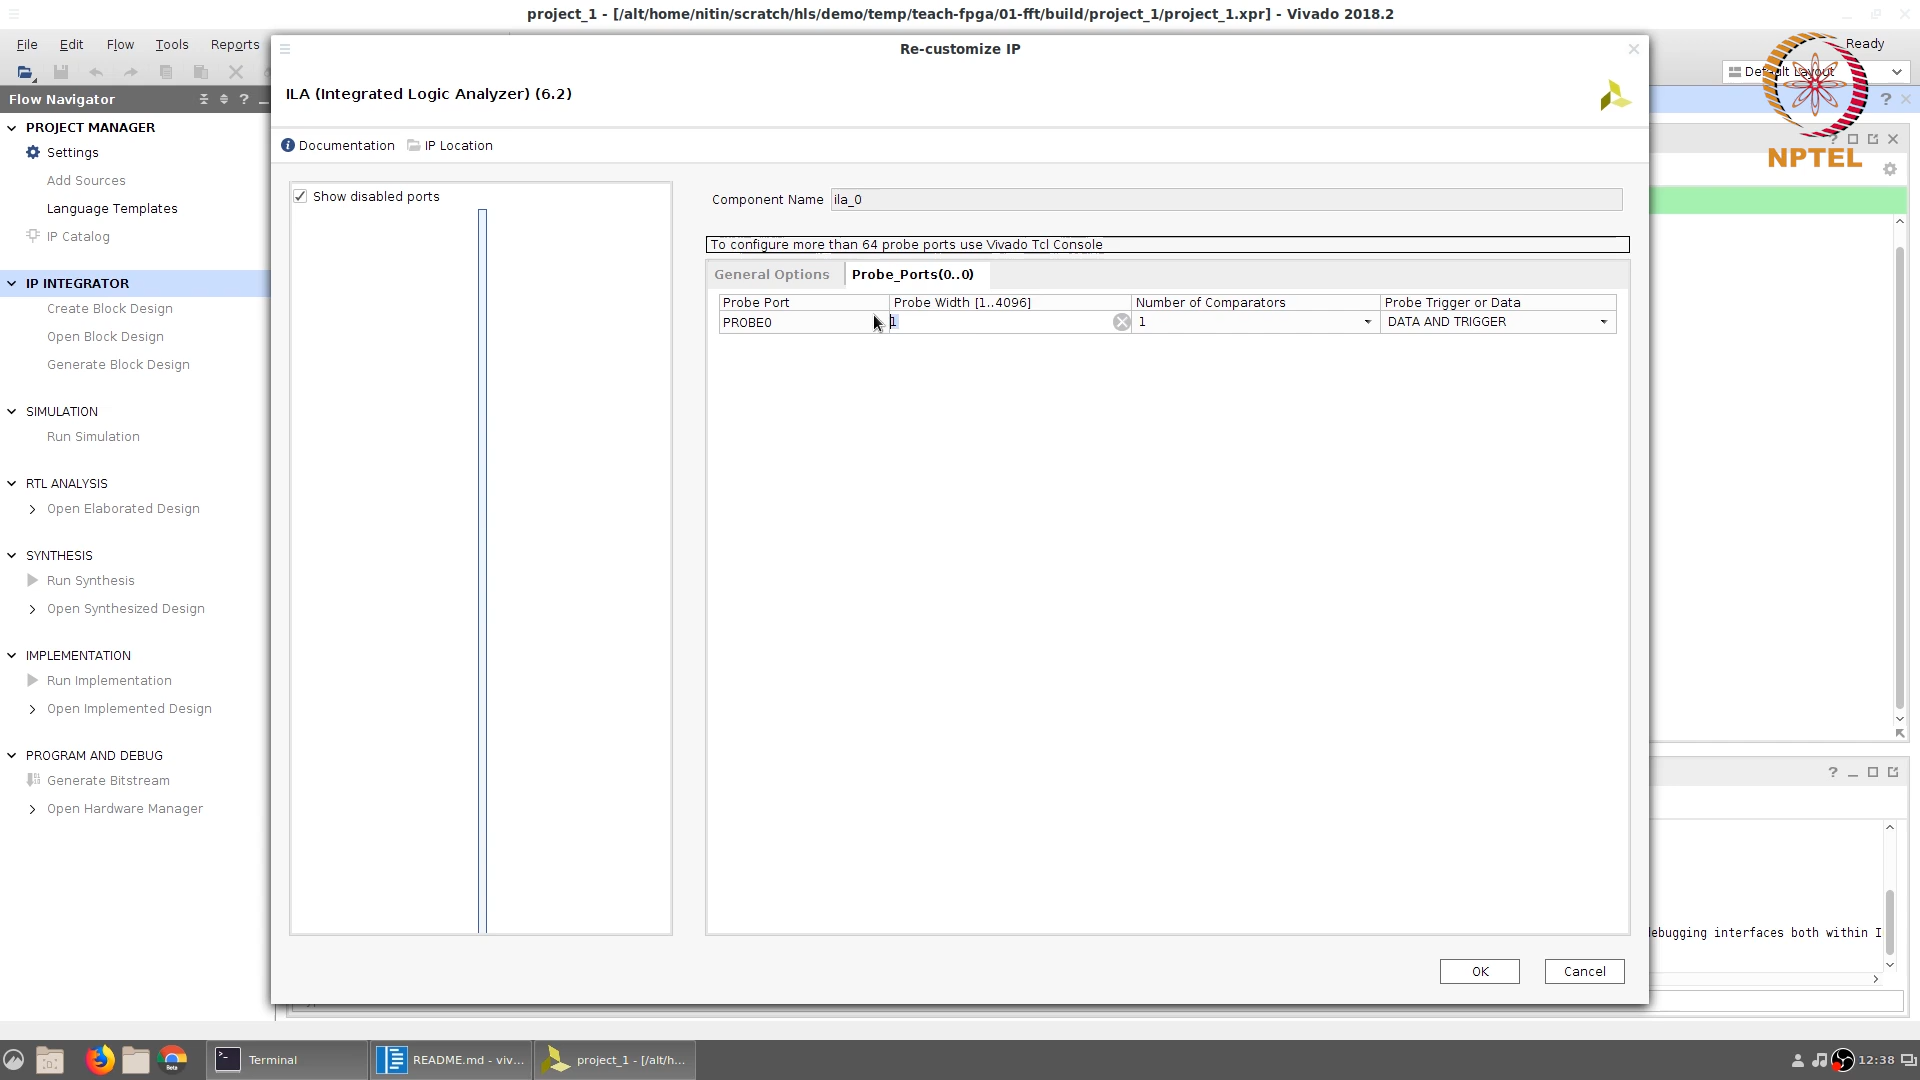 project_1 - [/alt/home/nitin/scratch/hls/demo/temp/teach-fpga/01-fft/build/project_1/project_1.xpr] - Vivado 2018.2
File Edit Flow Tools Reports
Re-customize IP
Ready
Default Layout
Flow Navigator
ILA (Integrated Logic Analyzer) (6.2)
NPTEL
Documentation IP Location
PROJECT MANAGER
Settings
Add Sources
Language Templates
IP Catalog
IP INTEGRATOR
Create Block Design
Open Block Design
Generate Block Design
SIMULATION
Run Simulation
RTL ANALYSIS
Open Elaborated Design
SYNTHESIS
Run Synthesis
Open Synthesized Design
IMPLEMENTATION
Run Implementation
Open Implemented Design
PROGRAM AND DEBUG
Generate Bitstream
Open Hardware Manager
Show disabled ports
Component Name ila_0
To configure more than 64 probe ports use Vivado Tcl Console
General Options Probe_Ports(0..0)
Probe Port Probe Width [1..4096] Number of Comparators Probe Trigger or Data
PROBE0 1 1 DATA AND TRIGGER
ebugging interfaces both within I
OK Cancel
Terminal README.md - viv... project_1 - [/alt/h... 12:38